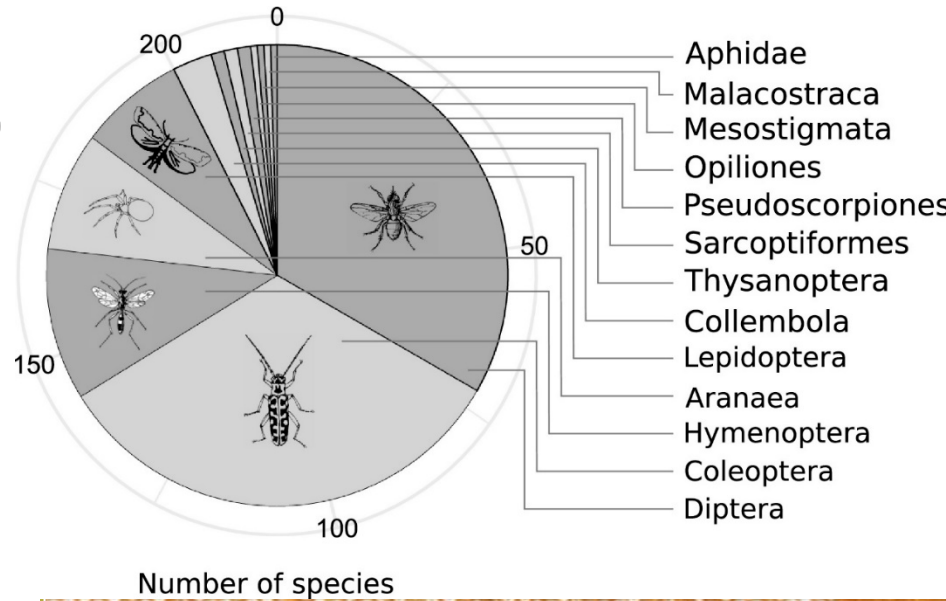 0
200
50
150
100
Aphidae
Malacostraca
Mesostigmata
Opiliones
Pseudoscorpiones
Sarcoptiformes
Thysanoptera
Collembola
Lepidoptera
Aranaea
Hymenoptera
Coleoptera
Diptera
Number of species